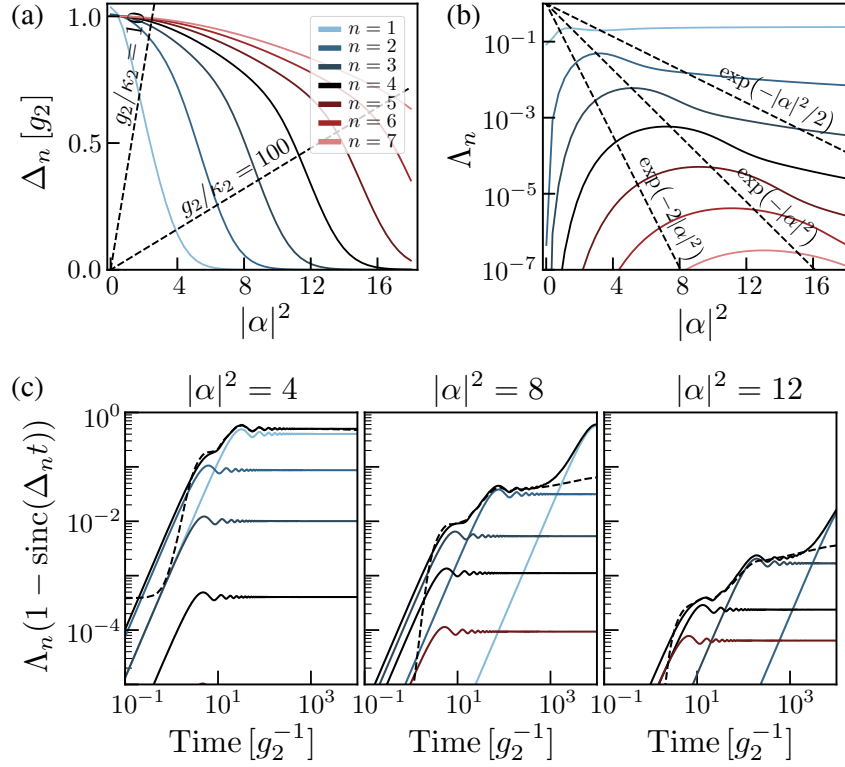 (a)
Δₙ [g₂]
1.0
0.5
0.0
0 4 8 12 16
|α|²
g₂/κ₂ = 1
g₂/κ₂ = 100
n = 1
n = 2
n = 3
n = 4
n = 5
n = 6
n = 7
(b)
Λₙ
10⁻¹
10⁻³
10⁻⁵
10⁻⁷
0 4 8 12 16
|α|²
exp(−|α|²/2)
exp(−|α|²)
exp(−2|α|²)
(c)
|α|² = 4 |α|² = 8 |α|² = 12
Λₙ(1 − sinc(Δₙt))
10⁰
10⁻²
10⁻⁴
10⁻¹ 10¹ 10³ 10⁻¹ 10¹ 10³ 10⁻¹ 10¹ 10³
Time [g₂⁻¹] Time [g₂⁻¹] Time [g₂⁻¹]